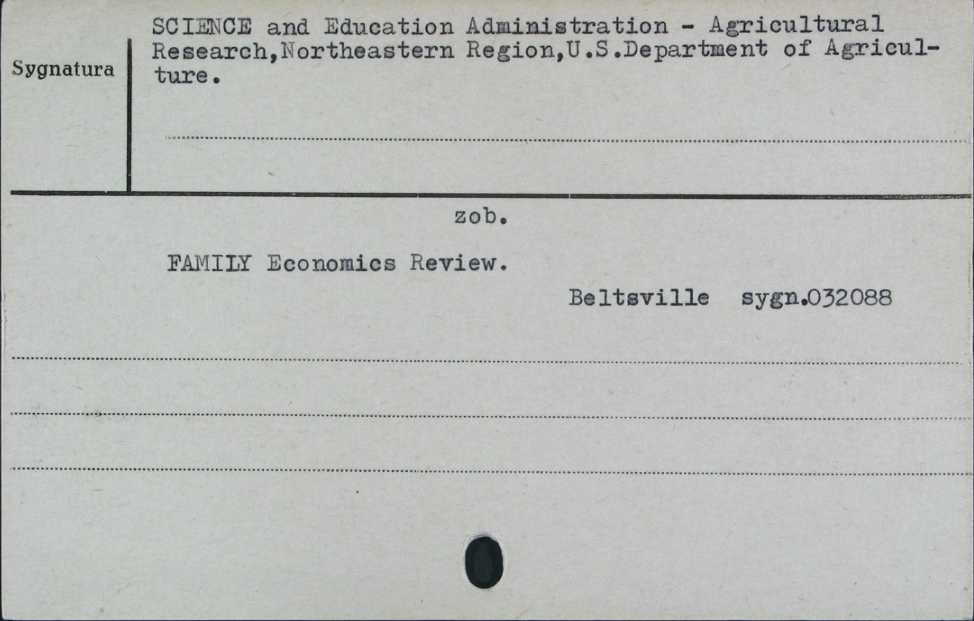 SCIENCE and Education Administration - Agricultural
Research,Northeastern Region,U.S.Department of Agricul-
ture.
Sygnatura
zob.
FAMILY Economics Review.
Beltsville sygn.032088